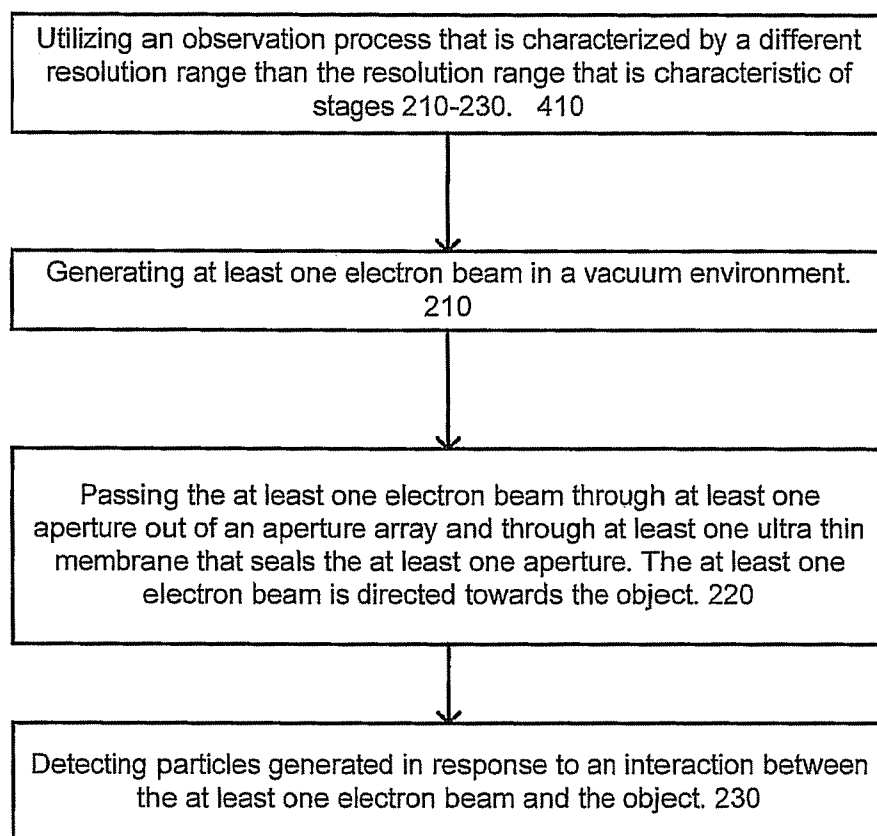 Utilizing an observation process that is characterized by a different
resolution range than the resolution range that is characteristic of
stages 210-230. 410
Generating at least one electron beam in a vacuum environment.
210
Passing the at least one electron beam through at least one
aperture out of an aperture array and through at least one ultra thin
membrane that seals the at least one aperture. The at least one
electron beam is directed towards the object. 220
Detecting particles generated in response to an interaction between
the at least one electron beam and the object. 230